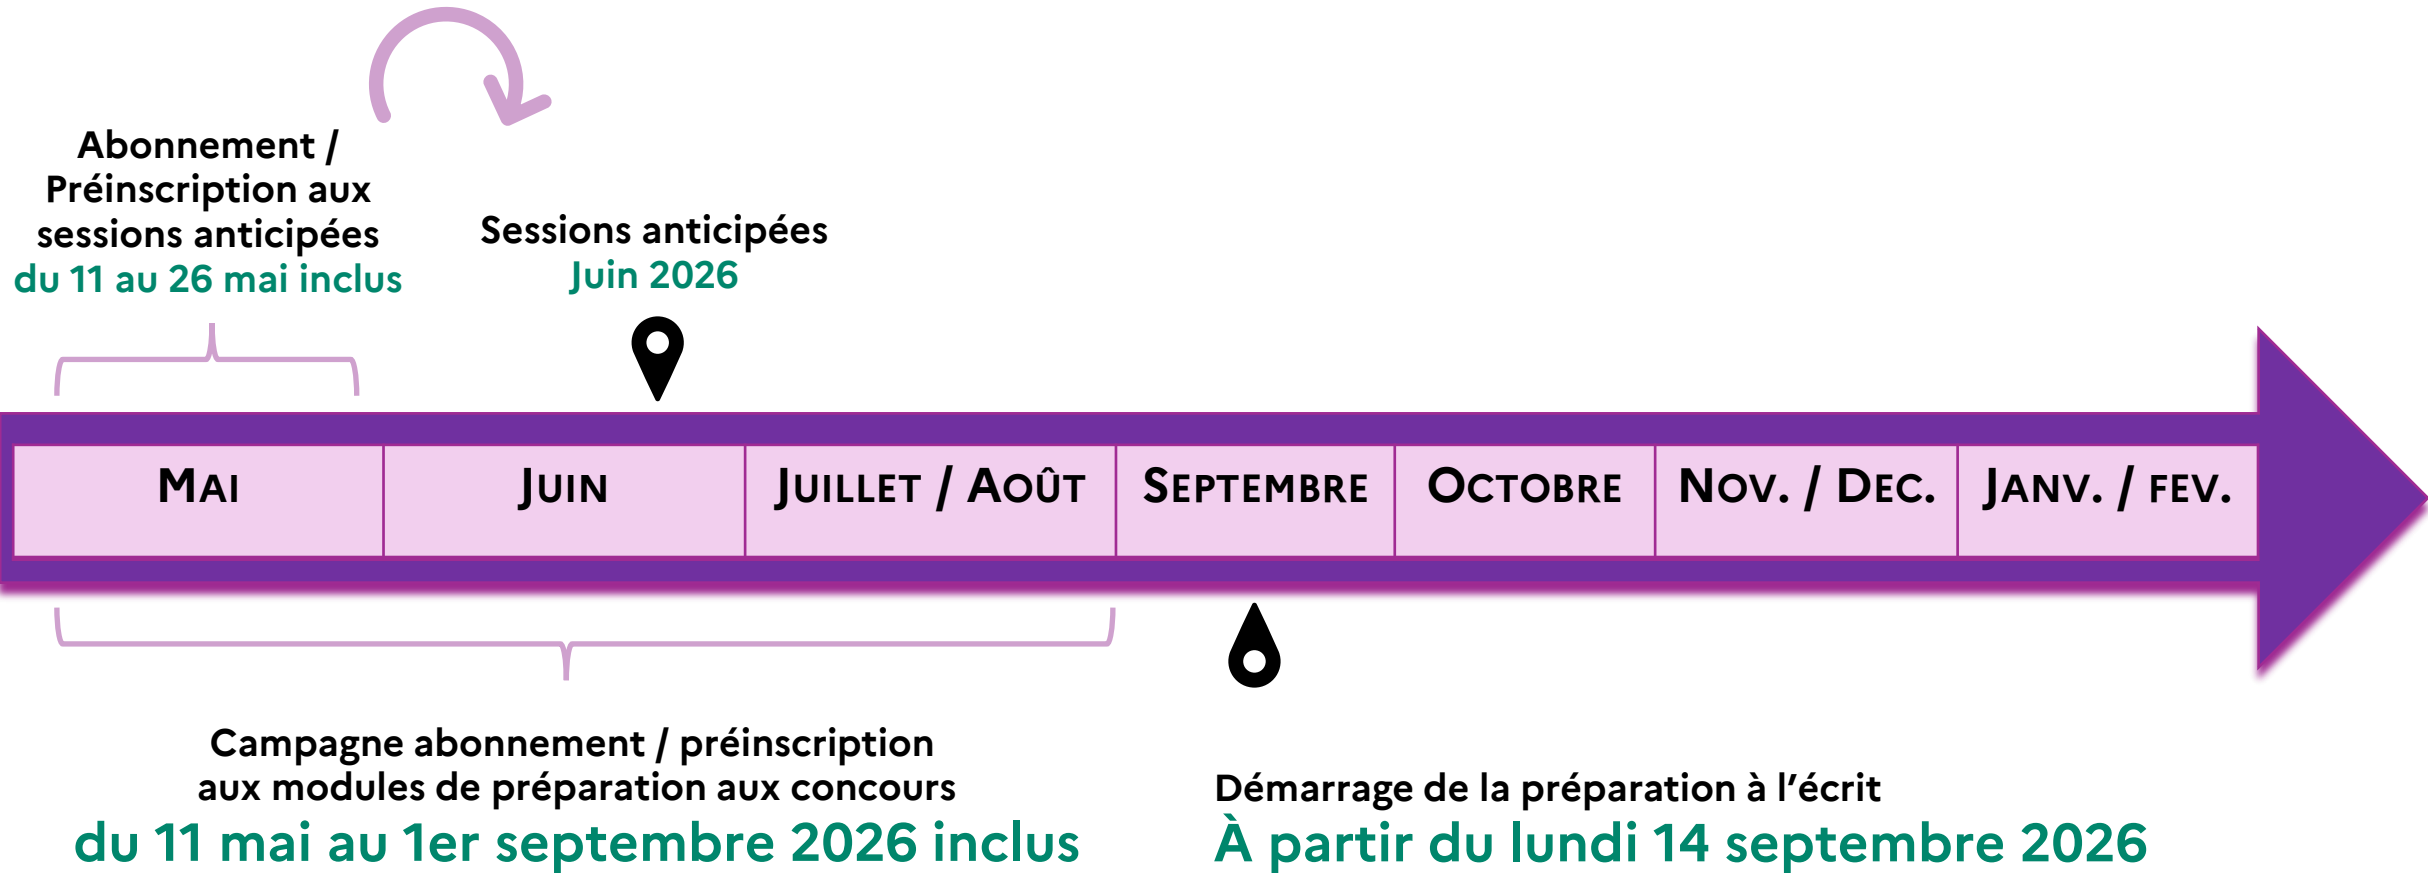 Abonnement /
Préinscription aux
sessions anticipées
du 11 au 26 mai inclus
Sessions anticipées
Juin 2026
MAI
JUIN
JUILLET / AOÛT
SEPTEMBRE
OCTOBRE
NOV. / DEC.
JANV. / FEV.
Campagne abonnement / préinscription
aux modules de préparation aux concours
du 11 mai au 1er septembre 2026 inclus
Démarrage de la préparation à l’écrit
À partir du lundi 14 septembre 2026